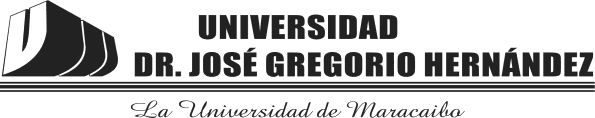 UNIVERSIDAD
DR. JOSÉ GREGORIO HERNÁNDEZ
La Universidad de Maracaibo